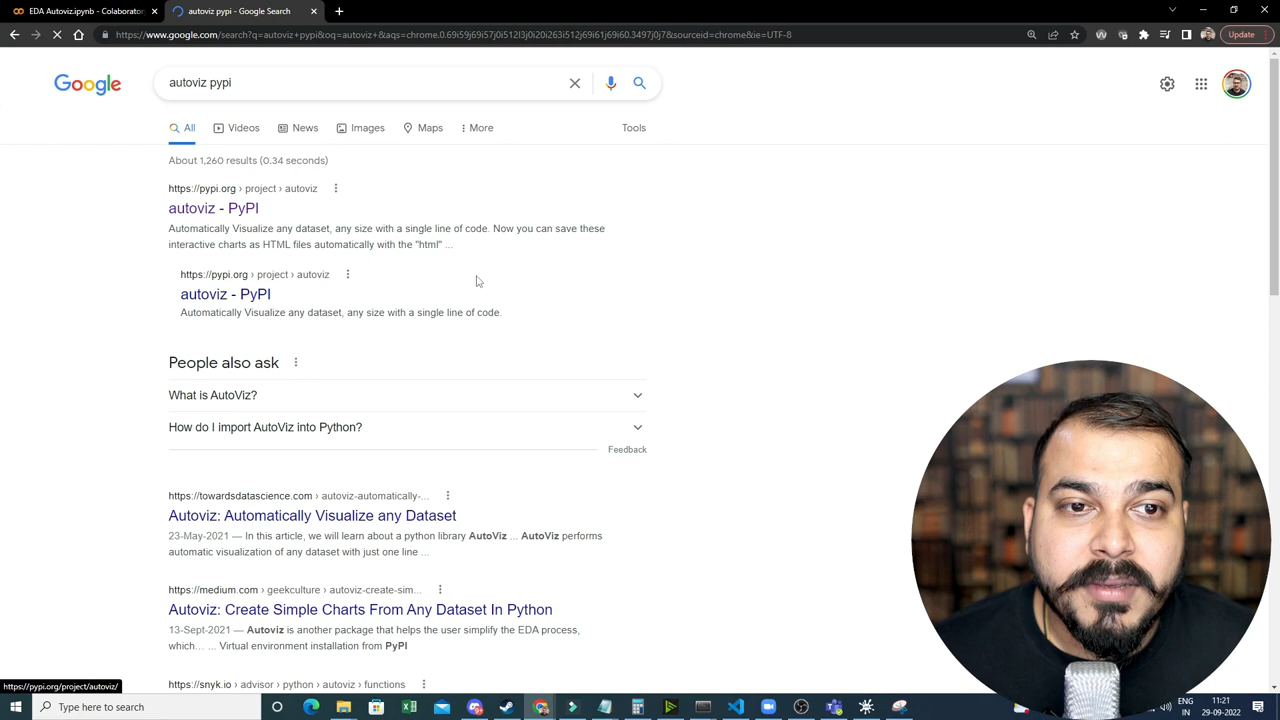 EDA Autoviz.ipynb - Colaborator
autoviz pypi - Google Search
https://www.google.com/search?q=autoviz+pypi&oq=autoviz+&aqs=chrome.0.69i59j69i57j0i512l3j0i20i263i512j69i61j69i60.3497j0j7&sourceid=chrome&ie=UTF-8
Update
Google
autoviz pypi
All
Videos
News
Images
Maps
More
Tools
About 1,260 results (0.34 seconds)
https://pypi.org › project › autoviz
autoviz - PyPI
Automatically Visualize any dataset, any size with a single line of code. Now you can save these
interactive charts as HTML files automatically with the "html" ...
https://pypi.org › project › autoviz
autoviz - PyPI
Automatically Visualize any dataset, any size with a single line of code.
People also ask
What is AutoViz?
How do I import AutoViz into Python?
Feedback
https://towardsdatascience.com › autoviz-automatically-...
Autoviz: Automatically Visualize any Dataset
23-May-2021 — In this article, we will learn about a python library AutoViz ... AutoViz performs
automatic visualization of any dataset with just one line ...
https://medium.com › geekculture › autoviz-create-sim...
Autoviz: Create Simple Charts From Any Dataset In Python
13-Sept-2021 — Autoviz is another package that helps the user simplify the EDA process,
which... ... Virtual environment installation from PyPI
https://snyk.io › advisor › python › autoviz › functions
https://pypi.org/project/autoviz/
Type here to search
ENG
IN
11:21
29-09-2022